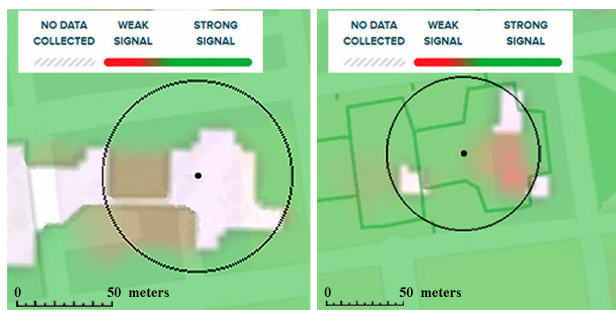 NO DATA
COLLECTED
WEAK
SIGNAL
STRONG
SIGNAL
0 50 meters
NO DATA
COLLECTED
WEAK
SIGNAL
STRONG
SIGNAL
0 50 meters